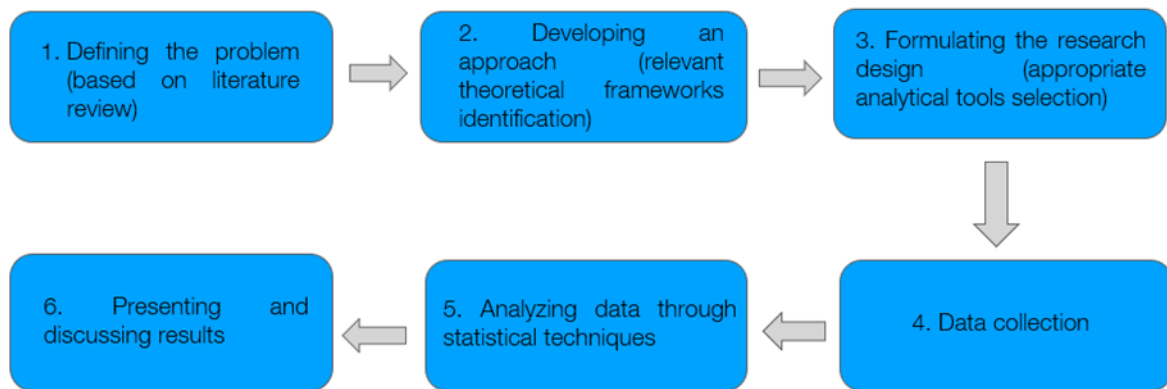 1. Defining the problem
(based on literature
review)
2. Developing an
approach (relevant
theoretical frameworks
identification)
3. Formulating the research
design (appropriate
analytical tools selection)
4. Data collection
5. Analyzing data through
statistical techniques
6. Presenting and
discussing results